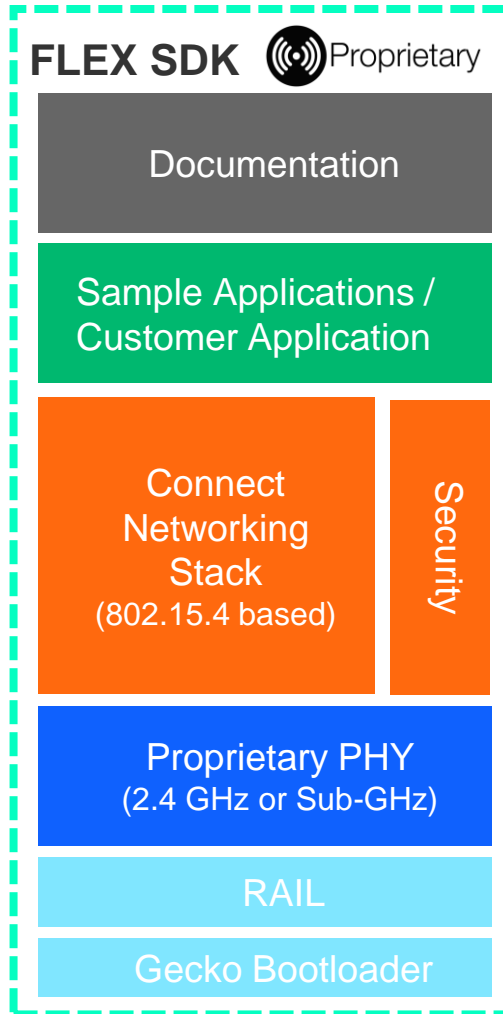 FLEX SDK Proprietary
Documentation
Sample Applications /
Customer Application
Connect
Networking
Stack
(802.15.4 based)
Security
Proprietary PHY
(2.4 GHz or Sub-GHz)
RAIL
Gecko Bootloader